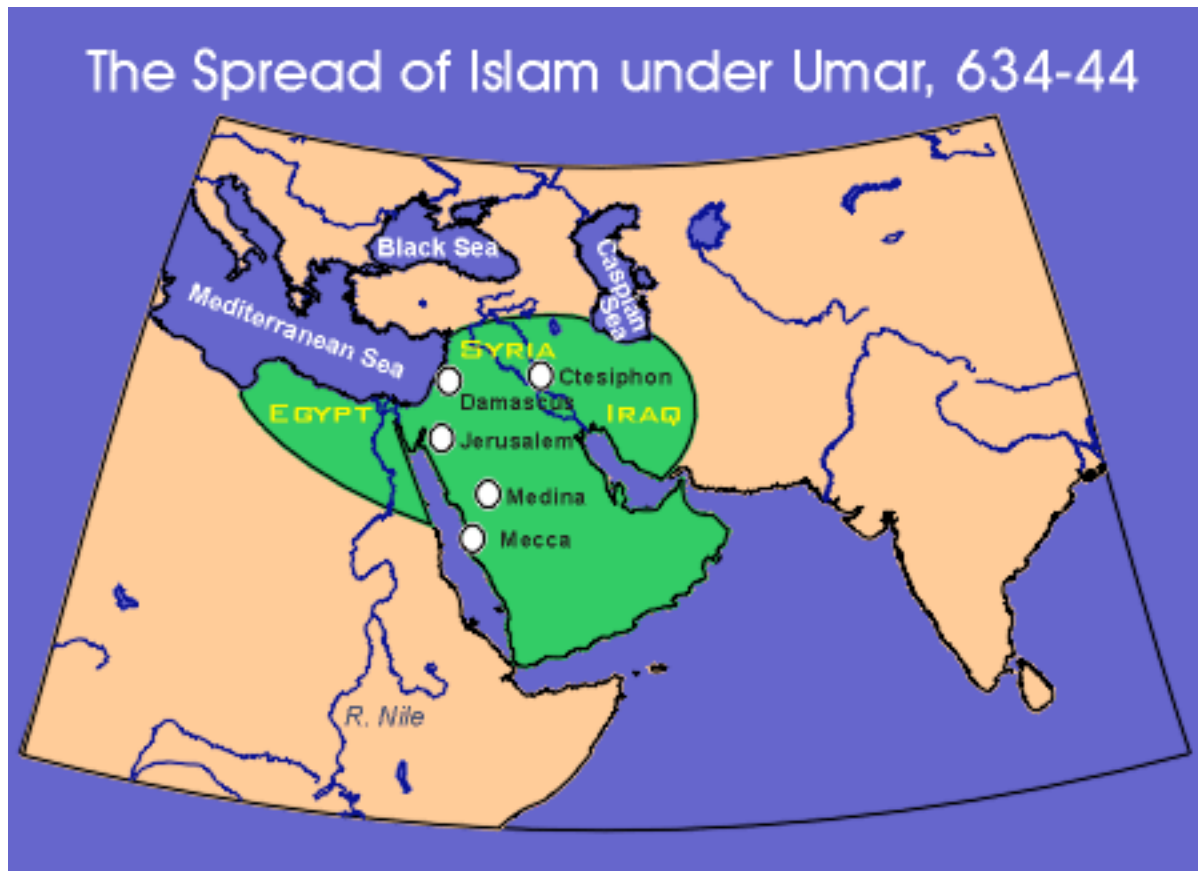 The Spread of Islam under Umar, 634-44
Black Sea
Caspian
Sea
Mediterranean Sea
SYRIA
Ctesiphon
Damascus
EGYPT
IRAQ
Jerusalem
Medina
Mecca
R. Nile